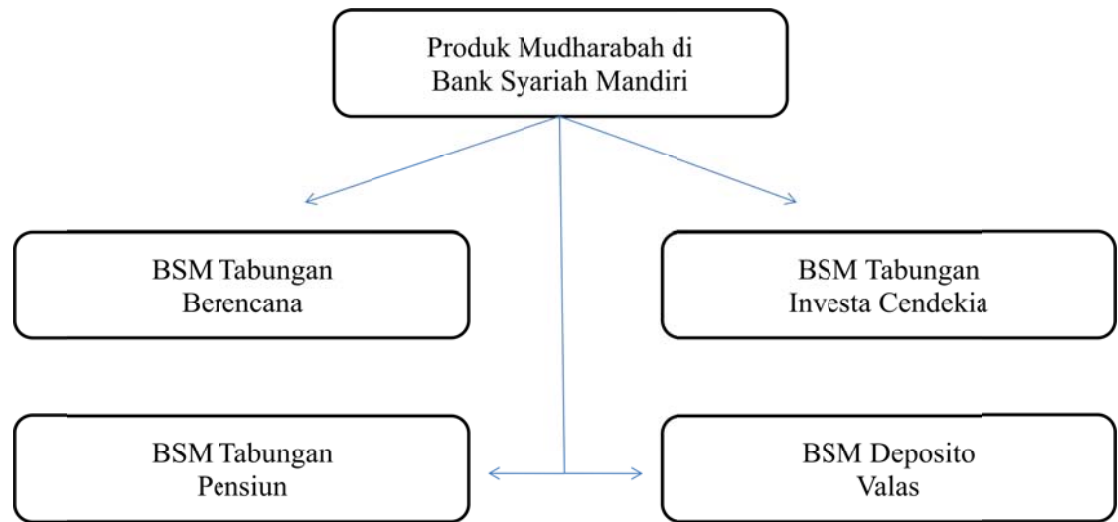 Produk Mudharabah di
Bank Syariah Mandiri
BSM Tabungan
Berencana
BSM Tabungan
Investa Cendekia
BSM Tabungan
Pensiun
BSM Deposito
Valas